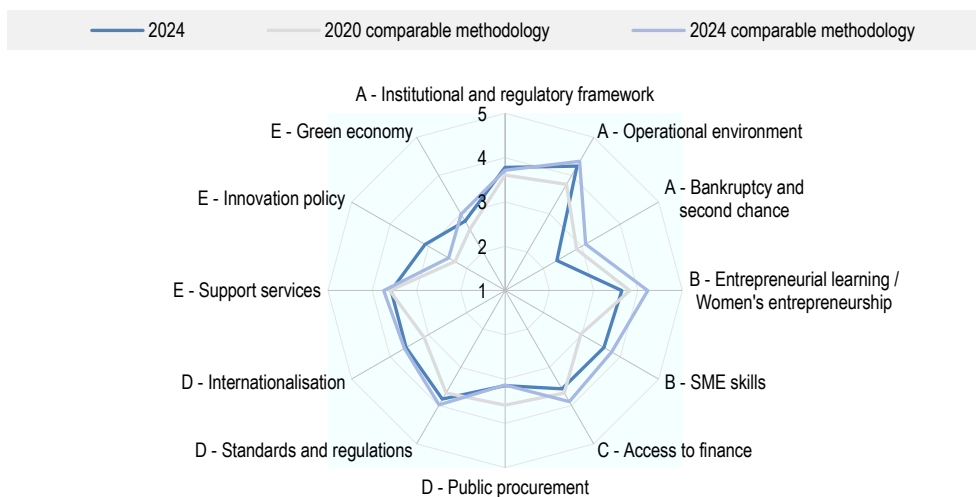 2024 2020 comparable methodology 2024 comparable methodology
A - Institutional and regulatory framework
5
E - Green economy
A - Operational environment
4
E - Innovation policy
3
A - Bankruptcy and
second chance
2
E - Support services
1
B - Entrepreneurial learning /
Women's entrepreneurship
D - Internationalisation
B - SME skills
D - Standards and regulations
C - Access to finance
D - Public procurement